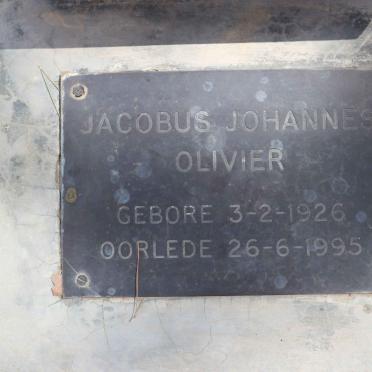 JACOBUS JOHANNES
OLIVIER
GEBORE 3-2-1926
OORLEDE 26-6-1995